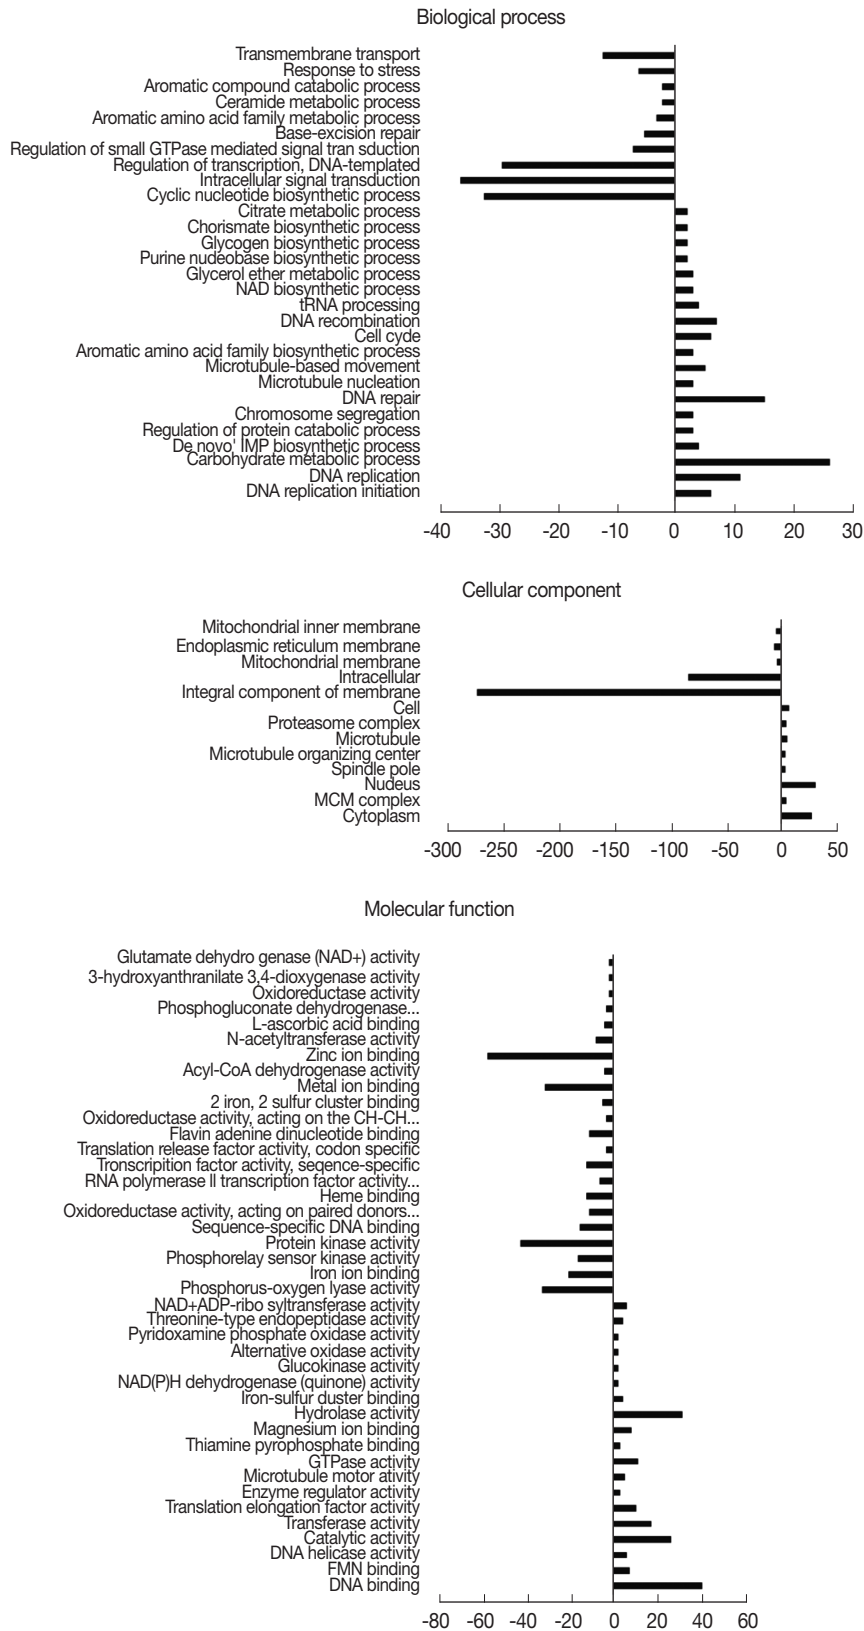 Biological process
Transmembrane transport
Response to stress
Aromatic compound catabolic process
Ceramide metabolic process
Aromatic amino acid family metabolic process
Base-excision repair
Regulation of small GTPase mediated signal tran sduction
Regulation of transcription, DNA-templated
Intracellular signal transduction
Cyclic nucleotide biosynthetic process
Citrate metabolic process
Chorismate biosynthetic process
Glycogen biosynthetic process
Purine nudeobase biosynthetic process
Glycerol ether metabolic process
NAD biosynthetic process
tRNA processing
DNA recombination
Cell cyde
Aromatic amino acid family biosynthetic process
Microtubule-based movement
Microtubule nucleation
DNA repair
Chromosome segregation
Regulation of protein catabolic process
De novo' IMP biosynthetic process
Carbohydrate metabolic process
DNA replication
DNA replication initiation
-40 -30 -20 -10 0 10 20 30
Cellular component
Mitochondrial inner membrane
Endoplasmic reticulum membrane
Mitochondrial membrane
Intracellular
Integral component of membrane
Cell
Proteasome complex
Microtubule
Microtubule organizing center
Spindle pole
Nudeus
MCM complex
Cytoplasm
-300 -250 -200 -150 -100 -50 0 50
Molecular function
Glutamate dehydro genase (NAD+) activity
3-hydroxyanthranilate 3,4-dioxygenase activity
Oxidoreductase activity
Phosphogluconate dehydrogenase...
L-ascorbic acid binding
N-acetyltransferase activity
Zinc ion binding
Acyl-CoA dehydrogenase activity
Metal ion binding
2 iron, 2 sulfur cluster binding
Oxidoreductase activity, acting on the CH-CH...
Flavin adenine dinucleotide binding
Translation release factor activity, codon specific
Tronscripition factor activity, seqence-specific
RNA polymerase II transcription factor activity...
Heme binding
Oxidoreductase activity, acting on paired donors...
Sequence-specific DNA binding
Protein kinase activity
Phosphorelay sensor kinase activity
Iron ion binding
Phosphorus-oxygen lyase activity
NAD+ADP-ribo syltransferase activity
Threonine-type endopeptidase activity
Pyridoxamine phosphate oxidase activity
Alternative oxidase activity
Glucokinase activity
NAD(P)H dehydrogenase (quinone) activity
Iron-sulfur duster binding
Hydrolase activity
Magnesium ion binding
Thiamine pyrophosphate binding
GTPase activity
Microtubule motor ativity
Enzyme regulator activity
Translation elongation factor activity
Transferase activity
Catalytic activity
DNA helicase activity
FMN binding
DNA binding
-80 -60 -40 -20 0 20 40 60